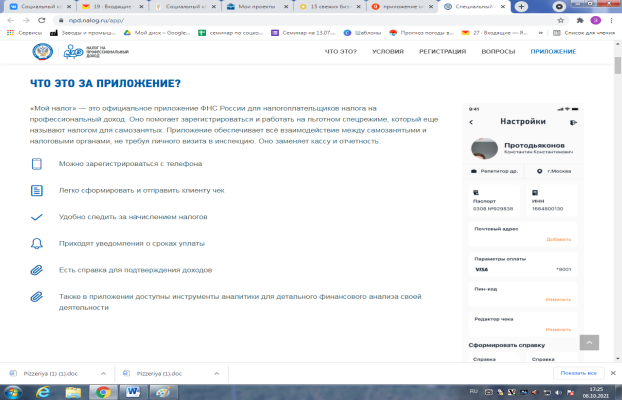 Социальный к
19 · Входящие
Социальный к
Мои проекты
15 свежих биз
приложение м
Специальный
npd.nalog.ru/app/
Сервисы
Заводы и промыш...
Мой диск – Google...
семинар по социо...
Семинар на 13.07....
Шаблоны
Прогноз погоды в...
27 · Входящие — Я...
Список для чтения
НАЛОГ НА
ПРОФЕССИОНАЛЬНЫЙ
ДОХОД
ЧТО ЭТО?
УСЛОВИЯ
РЕГИСТРАЦИЯ
ВОПРОСЫ
ПРИЛОЖЕНИЕ
ЧТО ЭТО ЗА ПРИЛОЖЕНИЕ?
«Мой налог» — это официальное приложение ФНС России для налогоплательщиков налога на
профессиональный доход. Оно помогает зарегистрироваться и работать на льготном спецрежиме, который еще
называют налогом для самозанятых. Приложение обеспечивает всё взаимодействие между самозанятыми и
налоговыми органами, не требуя личного визита в инспекцию. Оно заменяет кассу и отчетность.
Можно зарегистрироваться с телефона
Легко сформировать и отправить клиенту чек
Удобно следить за начислением налогов
Приходят уведомления о сроках уплаты
Есть справка для подтверждения доходов
Также в приложении доступны инструменты аналитики для детального финансового анализа своей
деятельности
9:41
Настройки
Протодьяконов
Константин Константинович
Репетитор др.
г.Москва
Паспорт
0308 №929838
ИНН
1664800130
Почтовый адрес
Добавить
Параметры оплаты
VISA
*9001
Пин-код
Изменить
Редактор чека
Изменить
Сформировать справку
Справка
Справка
Pizzeriya (1) (1).doc
Pizzeriya (1).doc
Показать все
RU
17:25
08.10.2021